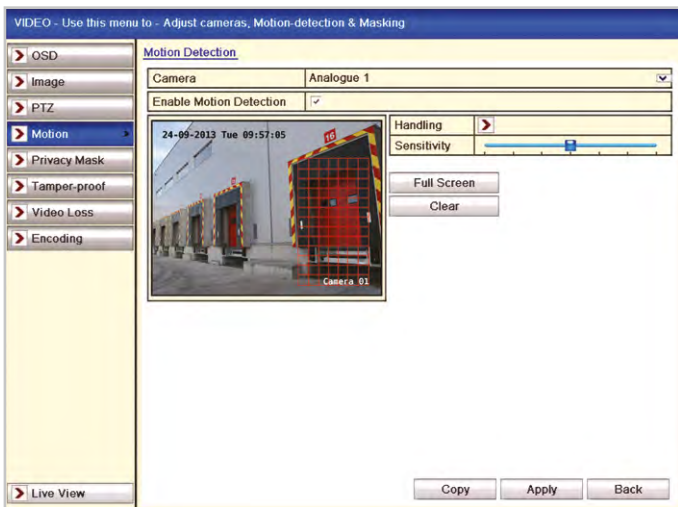 VIDEO - Use this menu to - Adjust cameras, Motion-detection & Masking
OSD
Image
PTZ
Motion
Privacy Mask
Tamper-proof
Video Loss
Encoding
Live View
Motion Detection
Camera Analogue 1
Enable Motion Detection
24-09-2013 Tue 09:57:05
16
Camera 01
Handling
Sensitivity
Full Screen
Clear
Copy Apply Back